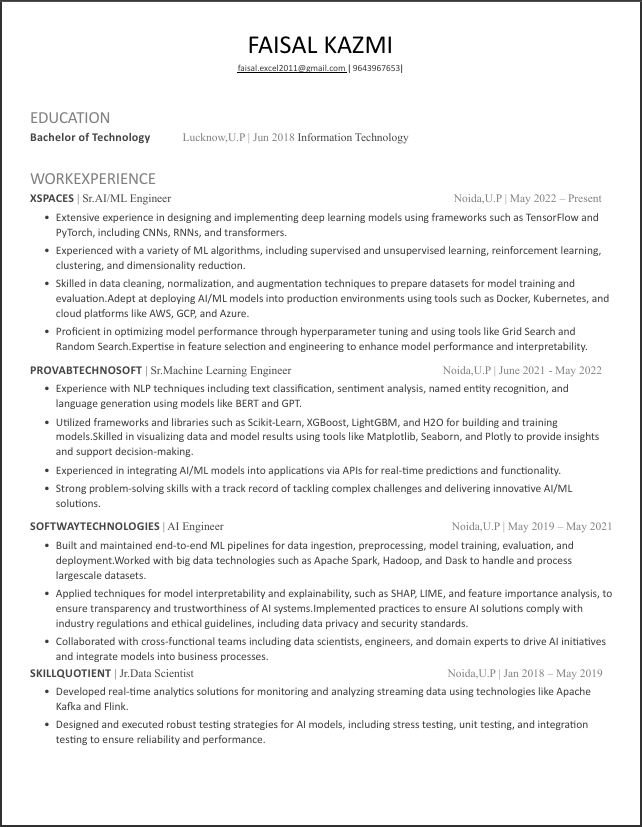 FAISAL KAZMI
faisal.excel2011@gmail.com | 9643967653|
EDUCATION
Bachelor of Technology Lucknow,U.P | Jun 2018 Information Technology
WORKEXPERIENCE
XSPACES | Sr.AI/ML Engineer Noida,U.P | May 2022 – Present
• Extensive experience in designing and implementing deep learning models using frameworks such as TensorFlow and
PyTorch, including CNNs, RNNs, and transformers.
• Experienced with a variety of ML algorithms, including supervised and unsupervised learning, reinforcement learning,
clustering, and dimensionality reduction.
• Skilled in data cleaning, normalization, and augmentation techniques to prepare datasets for model training and
evaluation.Adept at deploying AI/ML models into production environments using tools such as Docker, Kubernetes, and
cloud platforms like AWS, GCP, and Azure.
• Proficient in optimizing model performance through hyperparameter tuning and using tools like Grid Search and
Random Search.Expertise in feature selection and engineering to enhance model performance and interpretability.
PROVABTECHNOSOFT | Sr.Machine Learning Engineer Noida,U.P | June 2021 - May 2022
• Experience with NLP techniques including text classification, sentiment analysis, named entity recognition, and
language generation using models like BERT and GPT.
• Utilized frameworks and libraries such as Scikit-Learn, XGBoost, LightGBM, and H2O for building and training
models.Skilled in visualizing data and model results using tools like Matplotlib, Seaborn, and Plotly to provide insights
and support decision-making.
• Experienced in integrating AI/ML models into applications via APIs for real-time predictions and functionality.
• Strong problem-solving skills with a track record of tackling complex challenges and delivering innovative AI/ML
solutions.
SOFTWAYTECHNOLOGIES | AI Engineer Noida,U.P | May 2019 – May 2021
• Built and maintained end-to-end ML pipelines for data ingestion, preprocessing, model training, evaluation, and
deployment.Worked with big data technologies such as Apache Spark, Hadoop, and Dask to handle and process
largescale datasets.
• Applied techniques for model interpretability and explainability, such as SHAP, LIME, and feature importance analysis, to
ensure transparency and trustworthiness of AI systems.Implemented practices to ensure AI solutions comply with
industry regulations and ethical guidelines, including data privacy and security standards.
• Collaborated with cross-functional teams including data scientists, engineers, and domain experts to drive AI initiatives
and integrate models into business processes.
SKILLQUOTIENT | Jr.Data Scientist Noida,U.P | Jan 2018 – May 2019
• Developed real-time analytics solutions for monitoring and analyzing streaming data using technologies like Apache
Kafka and Flink.
• Designed and executed robust testing strategies for AI models, including stress testing, unit testing, and integration
testing to ensure reliability and performance.